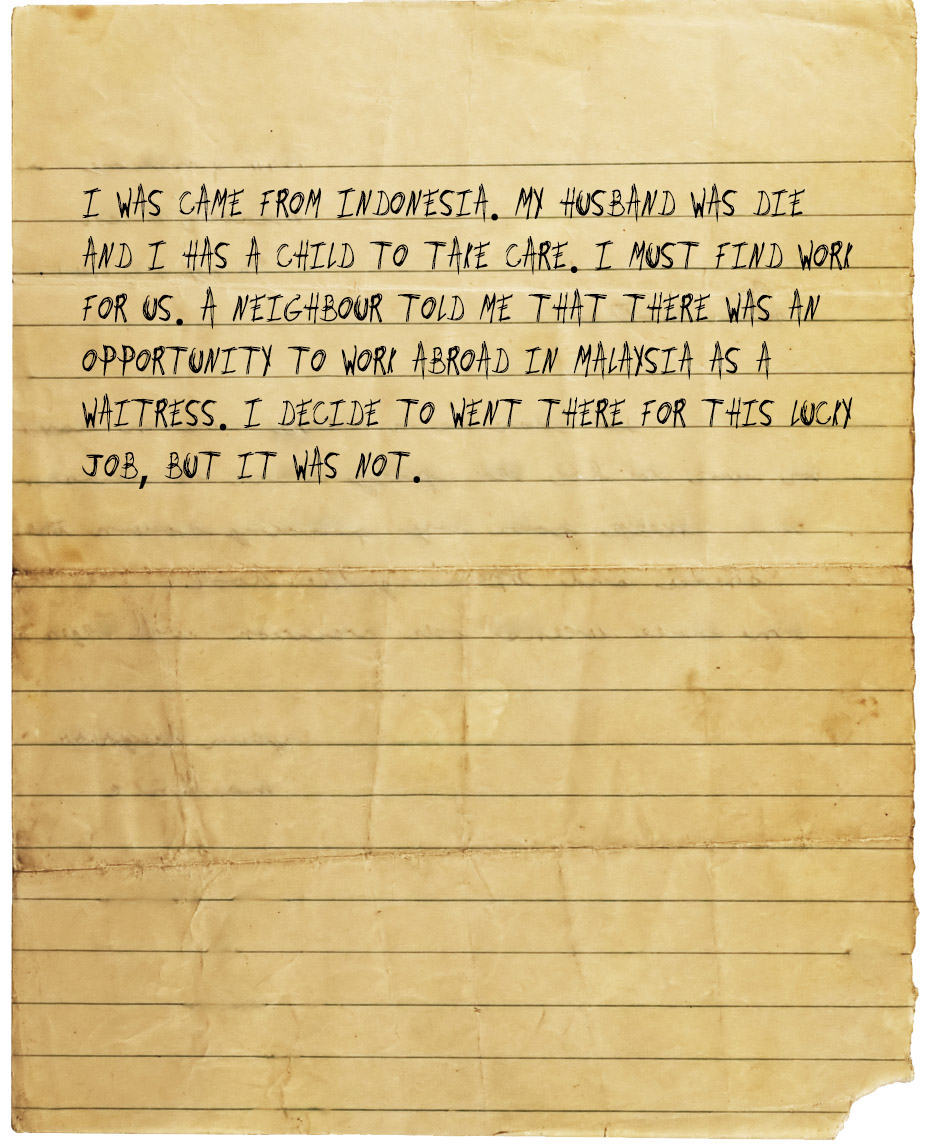 I WAS CAME FROM INDONESIA. MY HUSBAND WAS DIE
AND I HAS A CHILD TO TAKE CARE. I MUST FIND WORK
FOR US. A NEIGHBOUR TOLD ME THAT THERE WAS AN
OPPORTUNITY TO WORK ABROAD IN MALAYSIA AS A
WAITRESS. I DECIDE TO WENT THERE FOR THIS LUCKY
JOB, BUT IT WAS NOT.